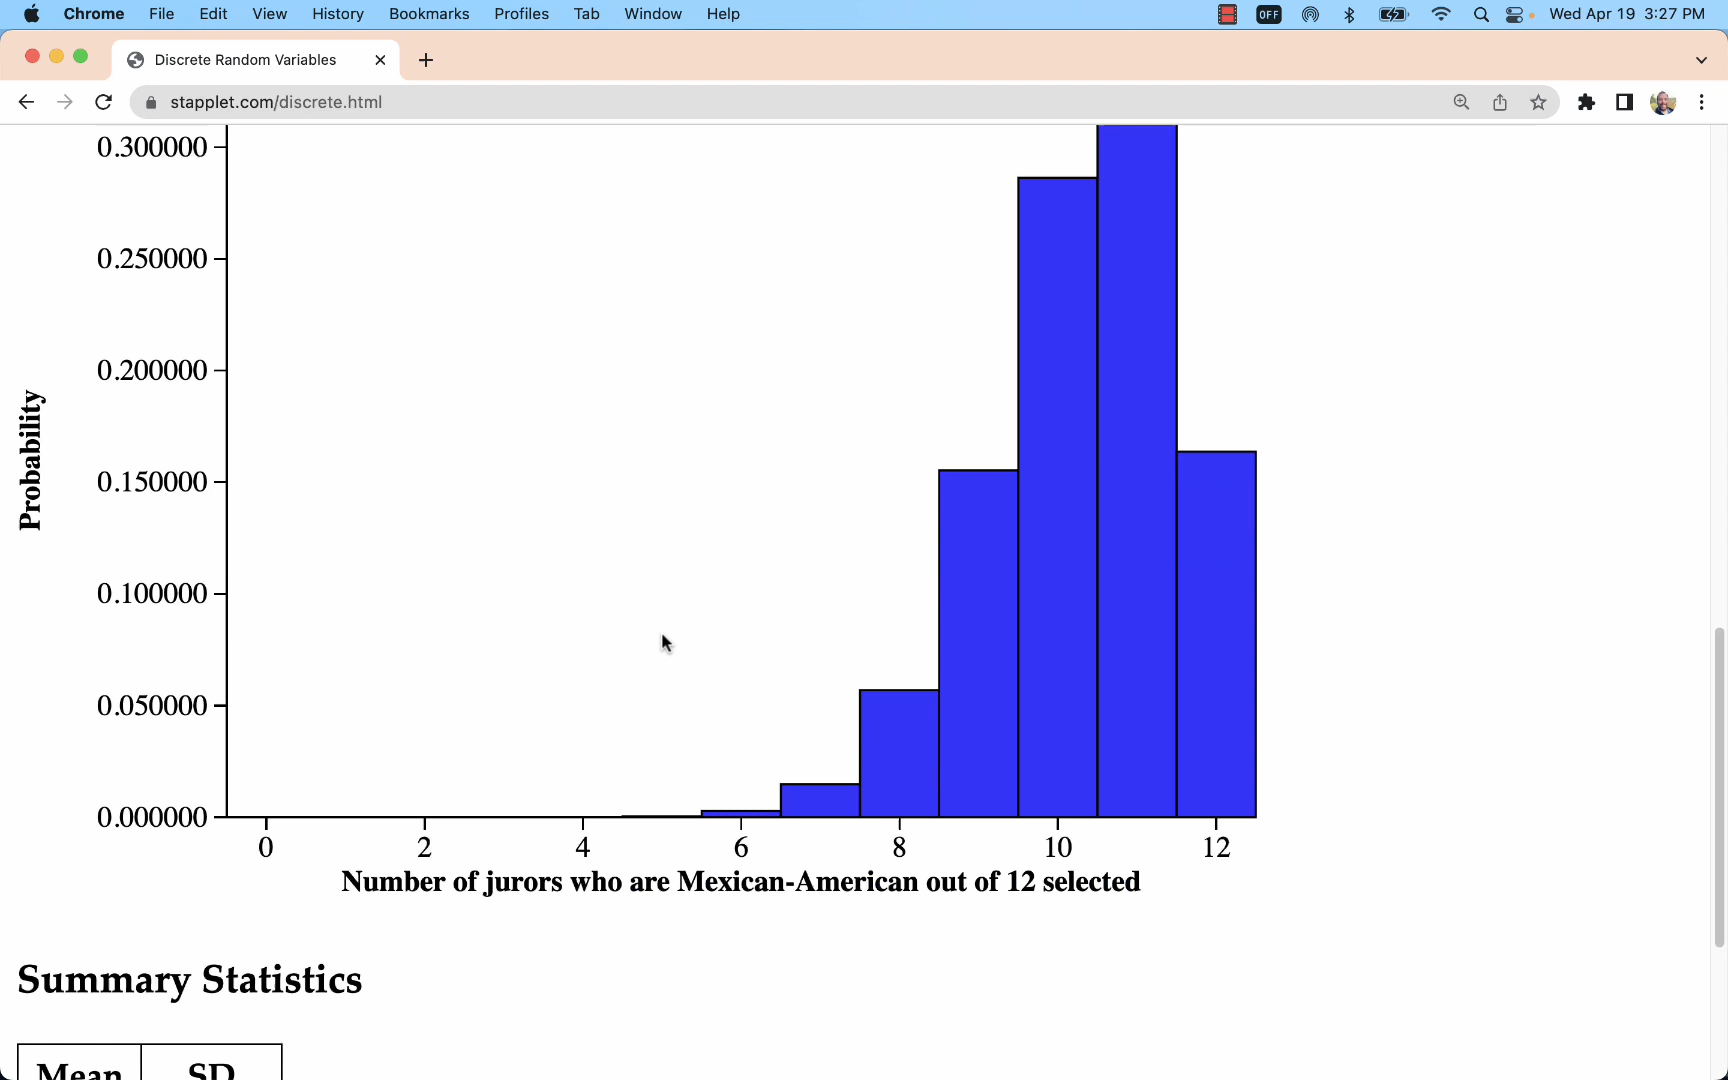 Chrome File Edit View History Bookmarks Profiles Tab Window Help OFF Wed Apr 19 3:27 PM
Discrete Random Variables
stapplet.com/discrete.html
0.300000
0.250000
0.200000
0.150000
0.100000
0.050000
0.000000
Probability
0 2 4 6 8 10 12
Number of jurors who are Mexican-American out of 12 selected
Summary Statistics
Mean SD